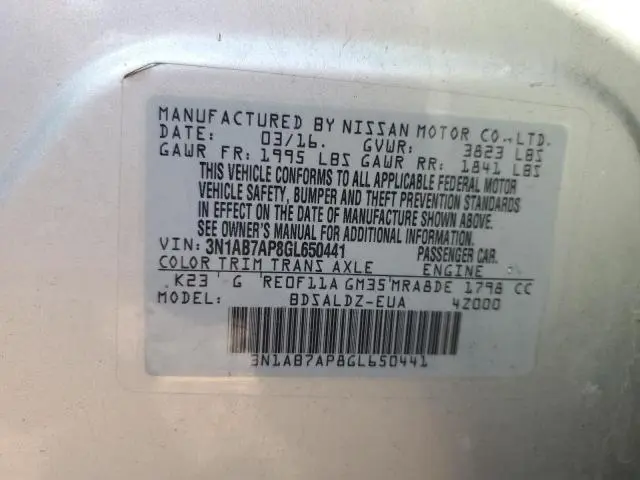 MANUFACTURED BY NISSAN MOTOR CO.,LTD.
DATE: 03/16. GVWR: 3823 LBS
GAWR FR: 1995 LBS GAWR RR: 1841 LBS
THIS VEHICLE CONFORMS TO ALL APPLICABLE FEDERAL MOTOR
VEHICLE SAFETY, BUMPER AND THEFT PREVENTION STANDARDS
IN EFFECT ON THE DATE OF MANUFACTURE SHOWN ABOVE.
SEE OWNER'S MANUAL FOR ADDITIONAL INFORMATION.
VIN: 3N1AB7AP8GL650441 PASSENGER CAR.
COLOR TRIM TRANS AXLE ENGINE
K23 G RE0F11A GM35 MRA8DE 1798 CC
MODEL: BDSALDZ-EUA 4Z000
3N1AB7AP8GL650441